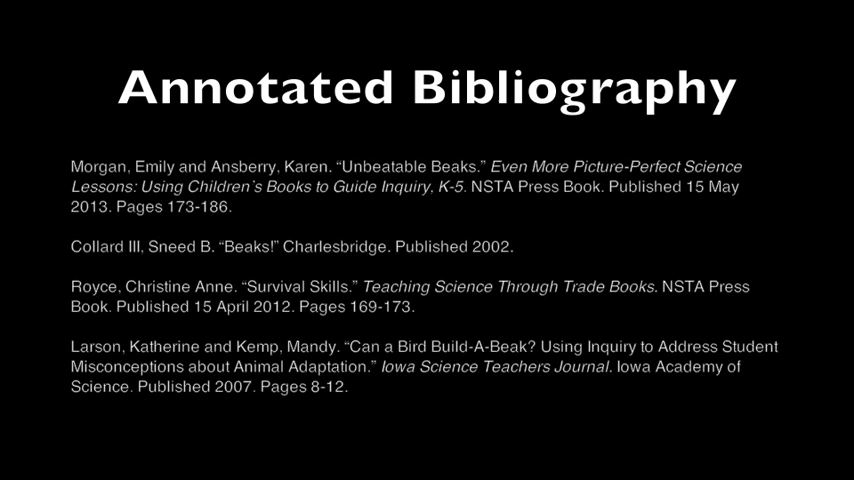 Annotated Bibliography
Morgan, Emily and Ansberry, Karen. “Unbeatable Beaks.” Even More Picture-Perfect Science
Lessons: Using Children’s Books to Guide Inquiry, K-5. NSTA Press Book. Published 15 May
2013. Pages 173-186.
Collard III, Sneed B. “Beaks!” Charlesbridge. Published 2002.
Royce, Christine Anne. “Survival Skills.” Teaching Science Through Trade Books. NSTA Press
Book. Published 15 April 2012. Pages 169-173.
Larson, Katherine and Kemp, Mandy. “Can a Bird Build-A-Beak? Using Inquiry to Address Student
Misconceptions about Animal Adaptation.” Iowa Science Teachers Journal. Iowa Academy of
Science. Published 2007. Pages 8-12.